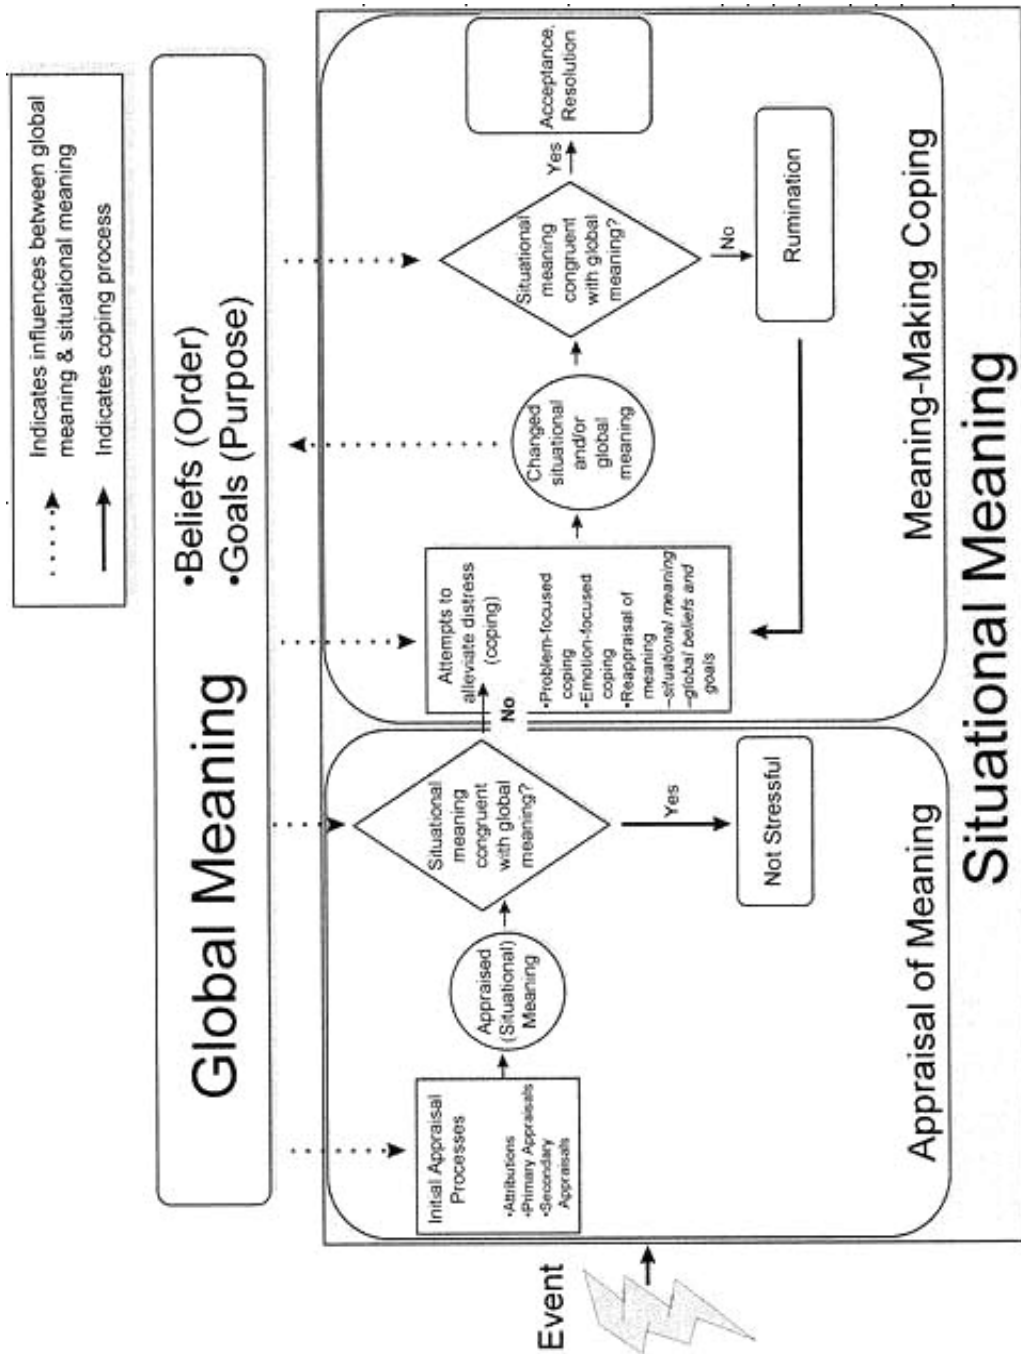 Indicates influences between global
meaning & situational meaning
Indicates coping process
Global Meaning
•Beliefs (Order)
•Goals (Purpose)
Event
Initial Appraisal
Processes
•Attributions
•Primary Appraisals
•Secondary
Appraisals
Appraised
(Situational)
Meaning
Situational
meaning
congruent
with global
meaning?
Yes
Not Stressful
No
Appraisal of Meaning
Attempts to
alleviate distress
(coping)
•Problem-focused
coping
•Emotion-focused
coping
•Reappraisal of
meaning
–situational meaning
–global beliefs and
goals
Changed
situational
and/or
global
meaning
Situational
meaning
congruent
with global
meaning?
Yes
Acceptance,
Resolution
No
Rumination
Meaning-Making Coping
Situational Meaning